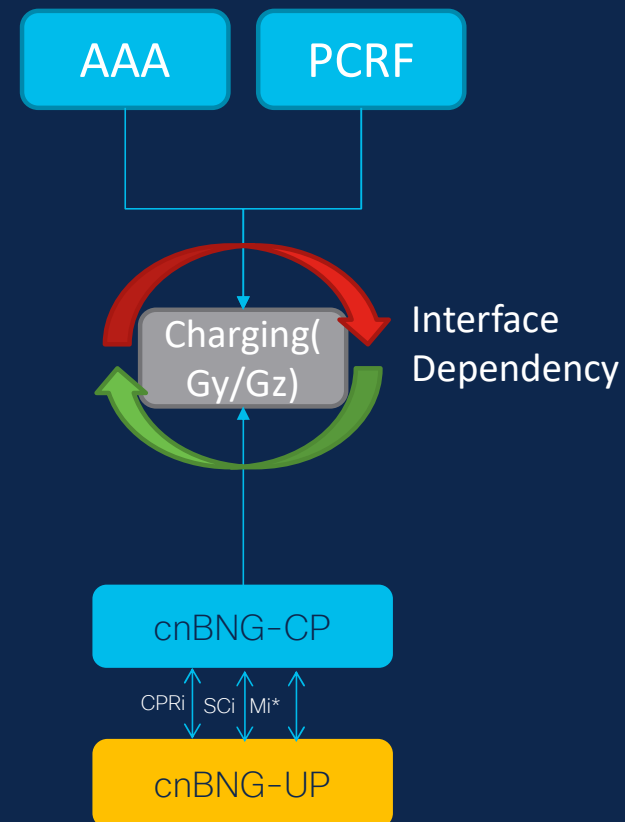 AAA
PCRF
Charging(
Gy/Gz)
Interface
Dependency
cnBNG-CP
CPRi
SCi
Mi*
cnBNG-UP